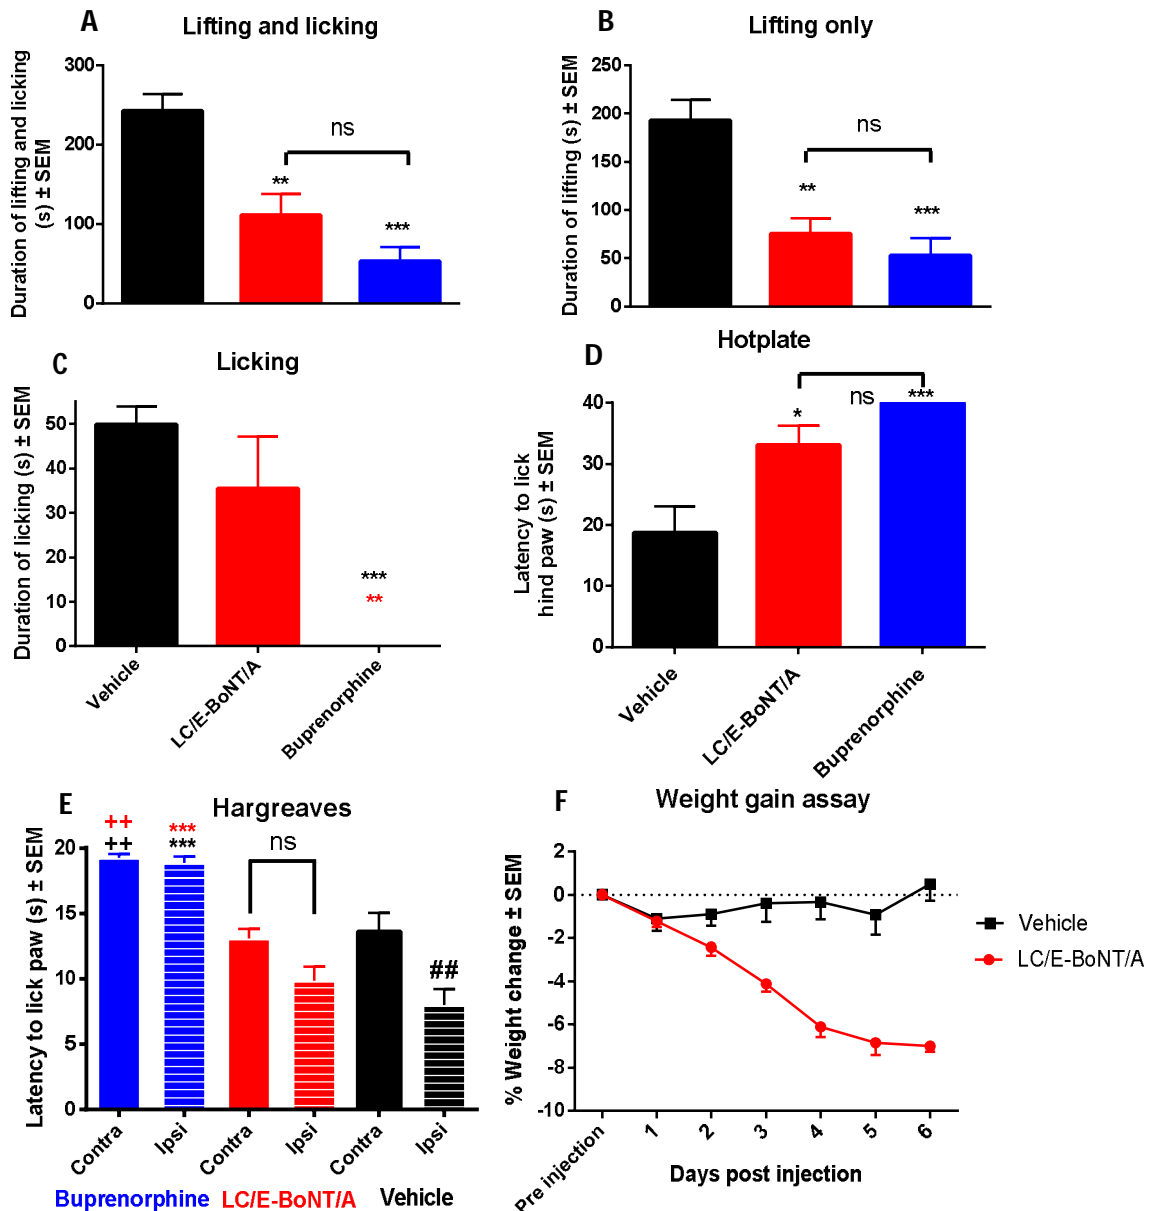 A
Lifting and licking
Duration of lifting and licking
(s) ± SEM
300
200
100
0
ns
**
***
B
Lifting only
Duration of lifting (s) ± SEM
250
200
150
100
50
0
ns
**
***
C
Licking
Duration of licking (s) ± SEM
50
40
30
20
10
0
***
**
Vehicle
LC/E-BoNT/A
Buprenorphine
D
Hotplate
Latency to lick
hind paw (s) ± SEM
40
30
20
10
0
ns
*
***
Vehicle
LC/E-BoNT/A
Buprenorphine
E
Hargreaves
Latency to lick paw (s) ± SEM
20
15
10
5
0
++
++
***
***
ns
##
Contra
Ipsi
Contra
Ipsi
Contra
Ipsi
Buprenorphine
LC/E-BoNT/A
Vehicle
F
Weight gain assay
% Weight change ± SEM
2
0
-2
-4
-6
-8
-10
Pre injection
1
2
3
4
5
6
Days post injection
Vehicle
LC/E-BoNT/A